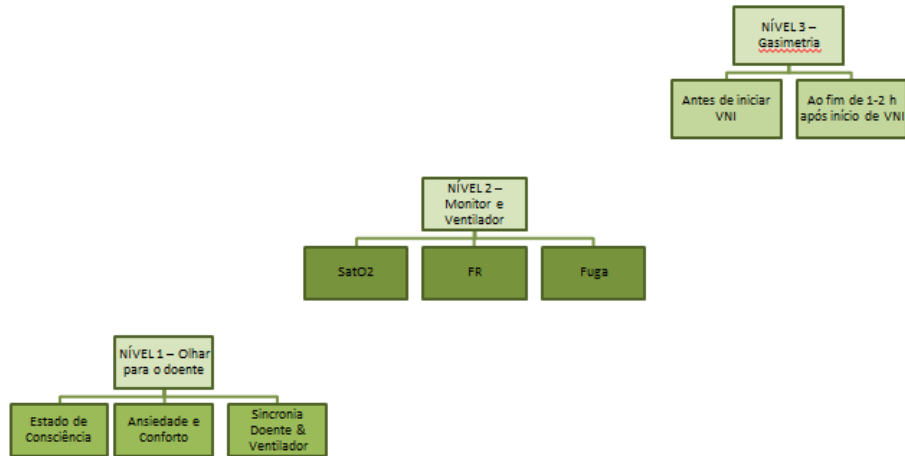 NÍVEL 3 –
Gasimetria
Antes de iniciar
VNI
Ao fim de 1-2 h
após início de VNI
NÍVEL 2 –
Monitor e
Ventilador
SatO2
FR
Fuga
NÍVEL 1 – Olhar
para o doente
Estado de
Consciência
Ansiedade e
Conforto
Sincronia
Doente &
Ventilador